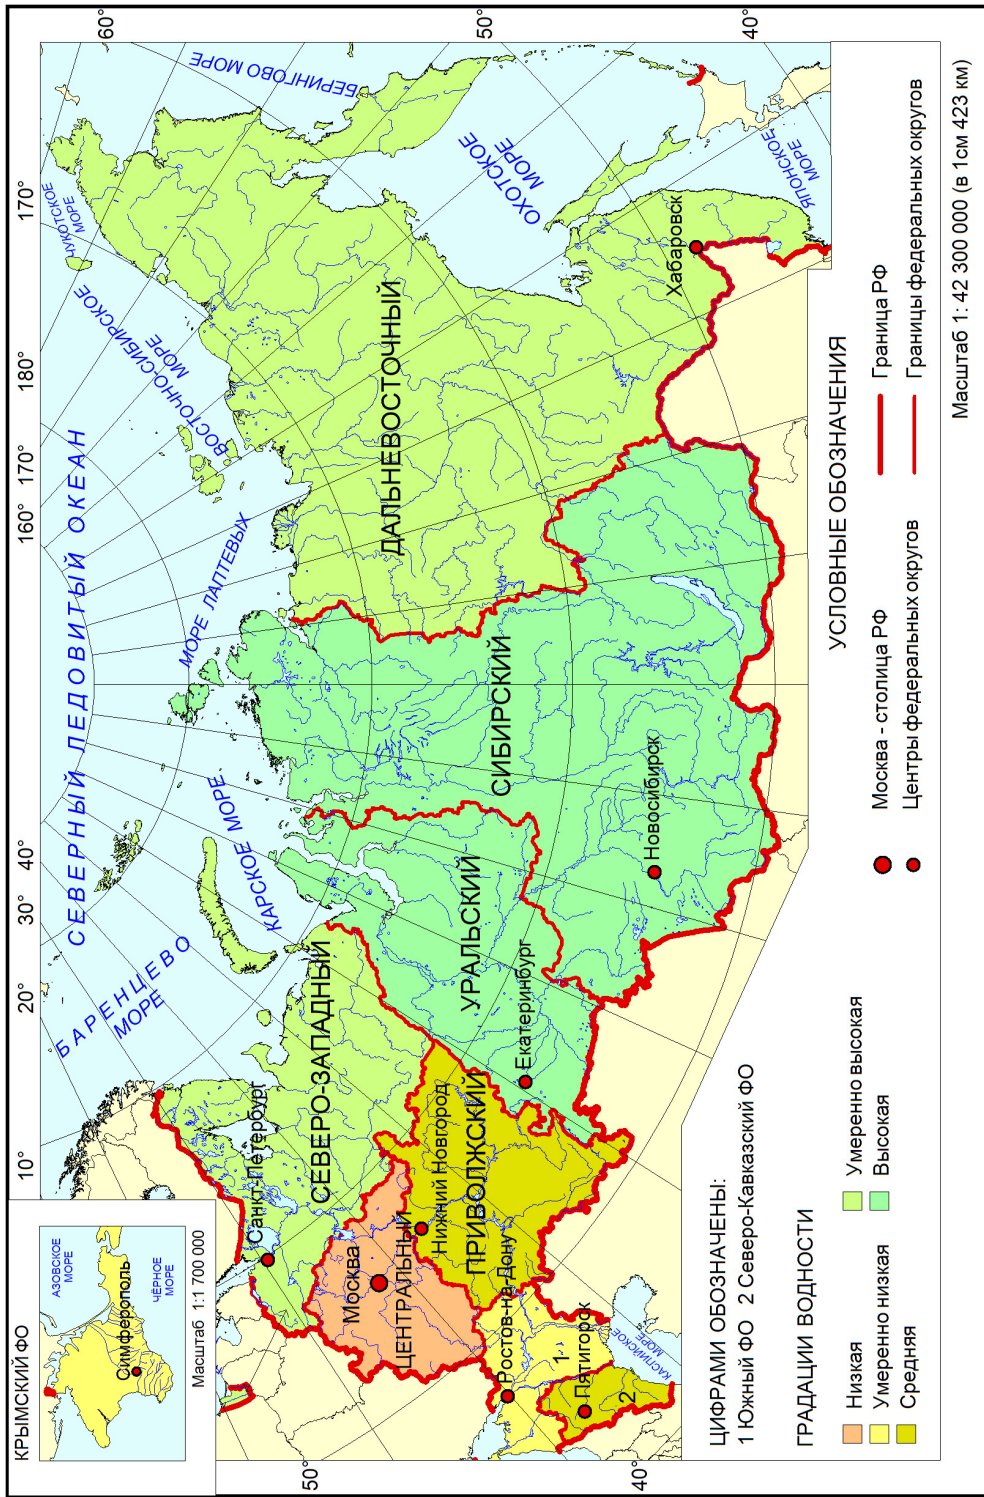 КРЫМСКИЙ ФО
АЗОВСКОЕ
МОРЕ
Симферополь
ЧЁРНОЕ
МОРЕ
Масштаб 1:1 700 000
10°
20°
30°
40°
160°
170°
180°
170°
60°
50°
40°
50°
40°
СЕВЕРНЫЙ ЛЕДОВИТЫЙ ОКЕАН
БАРЕНЦЕВО
МОРЕ
КАРСКОЕ МОРЕ
МОРЕ ЛАПТЕВЫХ
ВОСТОЧНО-СИБИРСКОЕ
МОРЕ
ЧУКОТСКОЕ
МОРЕ
БЕРИНГОВО МОРЕ
ОХОТСКОЕ
МОРЕ
ЯПОНСКОЕ
МОРЕ
КАСПИЙСКОЕ
МОРЕ
Санкт-Петербург
СЕВЕРО-ЗАПАДНЫЙ
Москва
ЦЕНТРАЛЬНЫЙ
Нижний Новгород
ПРИВОЛЖСКИЙ
Ростов-на-Дону
1
Пятигорск
2
УРАЛЬСКИЙ
Екатеринбург
СИБИРСКИЙ
Новосибирск
ДАЛЬНЕВОСТОЧНЫЙ
Хабаровск
ЦИФРАМИ ОБОЗНАЧЕНЫ:
1 Южный ФО 2 Северо-Кавказский ФО
ГРАДАЦИИ ВОДНОСТИ
Низкая
Умеренно низкая
Средняя
Умеренно высокая
Высокая
УСЛОВНЫЕ ОБОЗНАЧЕНИЯ
Москва - столица РФ
Центры федеральных округов
Граница РФ
Границы федеральных округов
Масштаб 1: 42 300 000 (в 1см 423 км)